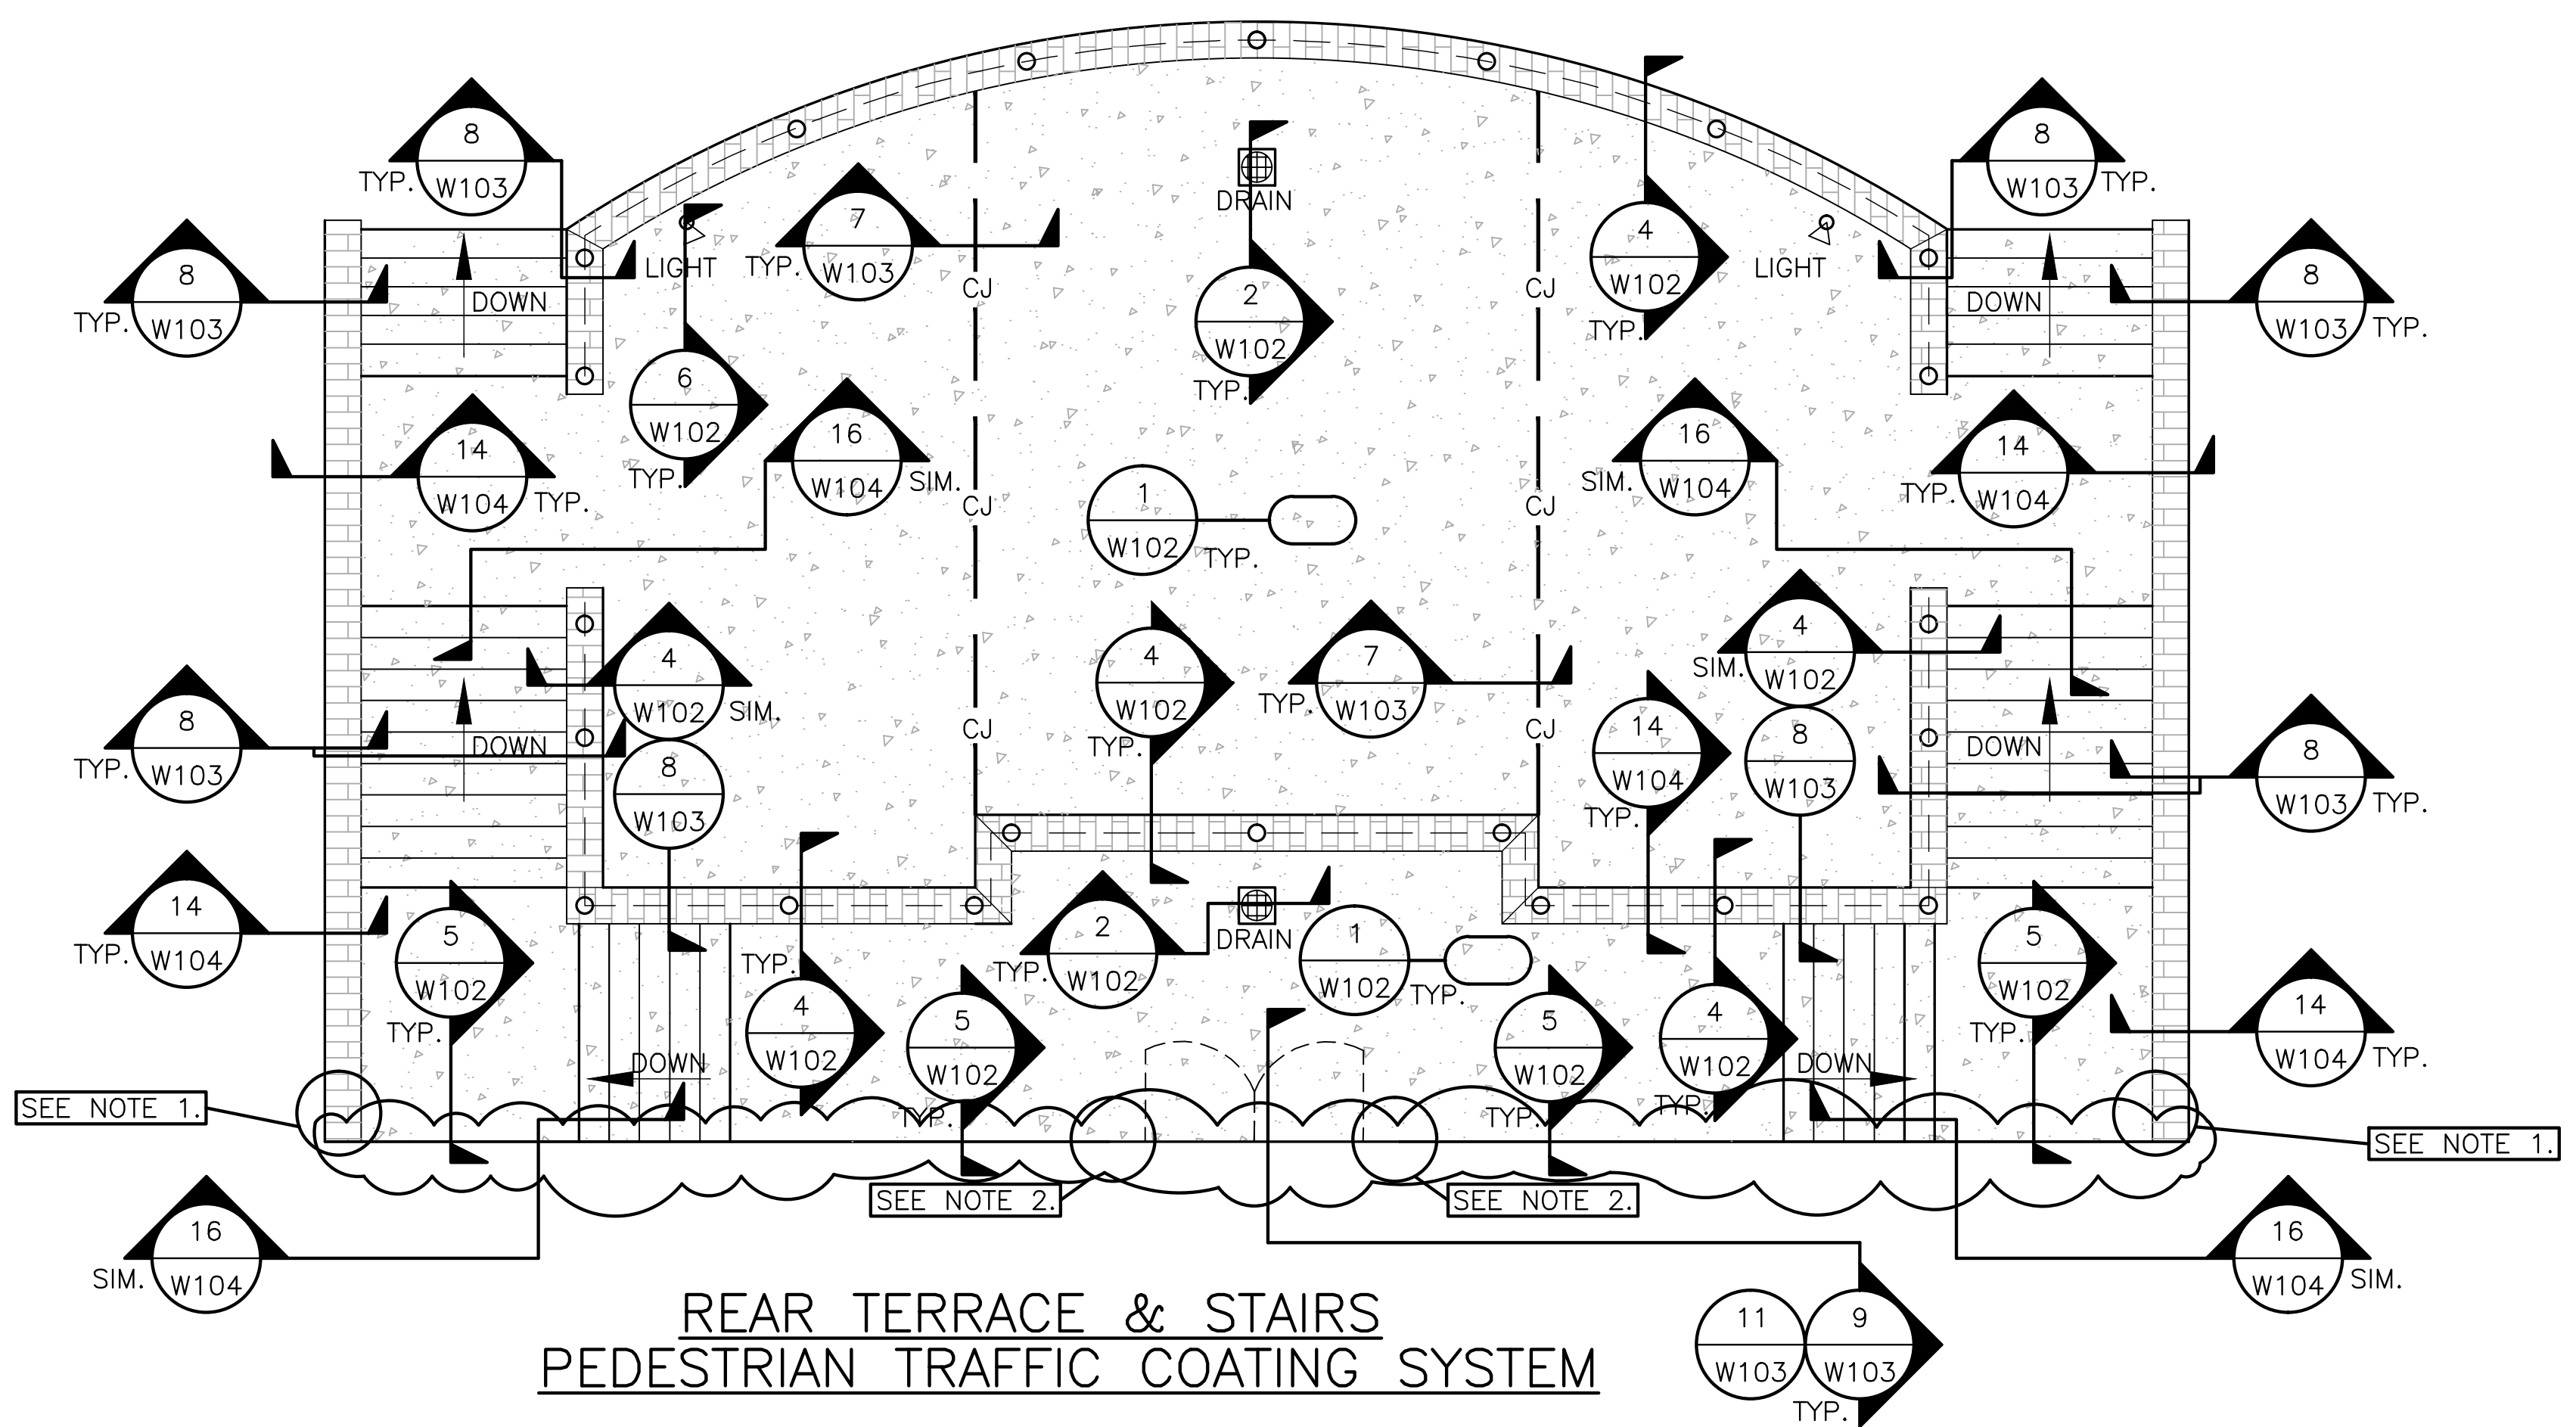 8
W103
TYP.
8
W103
TYP.
8
W103
TYP.
7
W103
TYP.
DRAIN
4
W102
TYP.
8
W103
TYP.
LIGHT
LIGHT
DOWN
CJ
CJ
DOWN
2
W102
TYP.
6
W102
TYP.
14
W104
TYP.
16
W104
SIM.
16
W104
SIM.
14
W104
TYP.
CJ
CJ
1
W102
TYP.
4
W102
SIM.
4
W102
TYP.
7
W103
TYP.
4
W102
SIM.
8
W103
TYP.
DOWN
8
W103
CJ
CJ
14
W104
TYP.
8
W103
DOWN
8
W103
TYP.
14
W104
TYP.
5
W102
TYP.
TYP.
4
W102
2
W102
TYP.
DRAIN
1
W102
TYP.
5
W102
TYP.
5
W102
TYP.
4
W102
TYP.
5
W102
TYP.
14
W104
TYP.
DOWN
DOWN
SEE NOTE 1.
SEE NOTE 1.
SEE NOTE 2.
SEE NOTE 2.
16
W104
SIM.
16
W104
SIM.
11
W103
9
W103
TYP.
REAR TERRACE & STAIRS
PEDESTRIAN TRAFFIC COATING SYSTEM